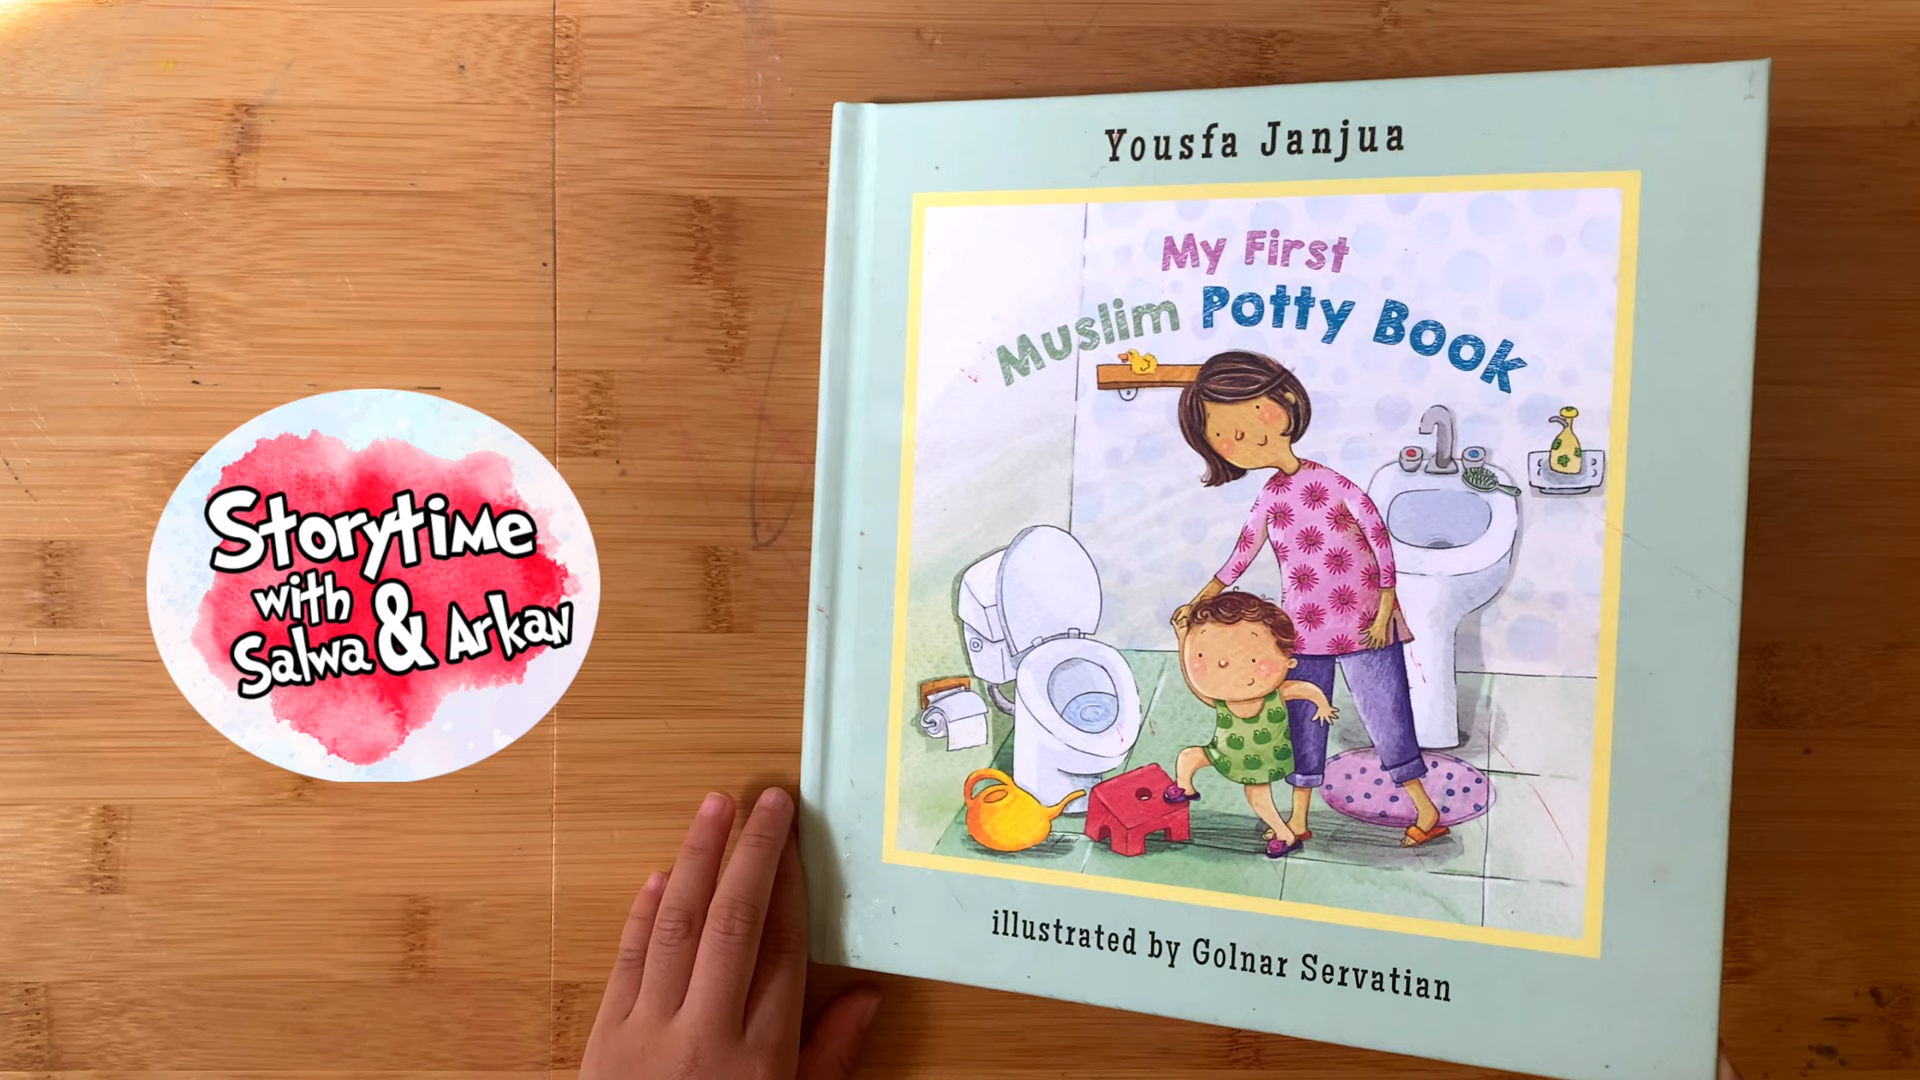 Storytime
with
Salwa & Arkan
Yousfa Janjua
My First
Muslim Potty Book
illustrated by Golnar Servatian